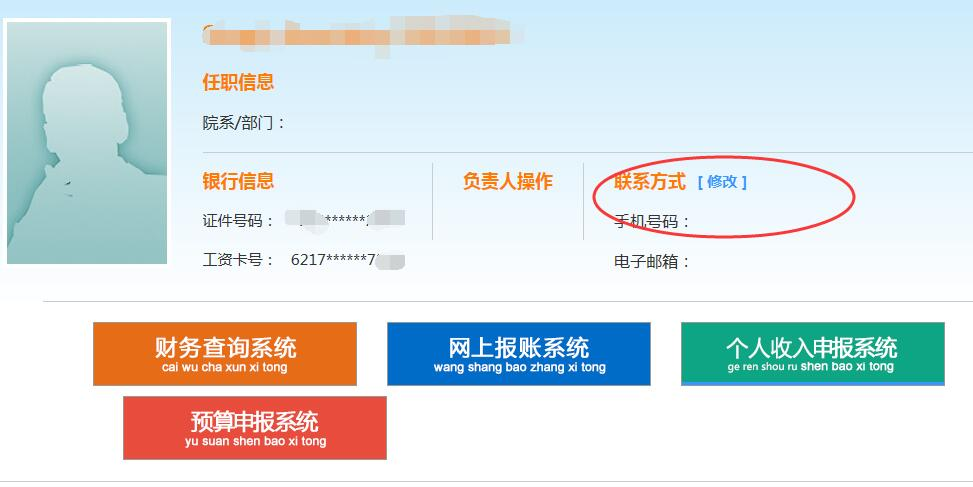 任职信息
院系/部门：
银行信息
负责人操作
联系方式 [ 修改 ]
证件号码：
手机号码：
工资卡号： 6217******7
电子邮箱：
财务查询系统
cai wu cha xun xi tong
网上报账系统
wang shang bao zhang xi tong
个人收入申报系统
ge ren shou ru shen bao xi tong
预算申报系统
yu suan shen bao xi tong